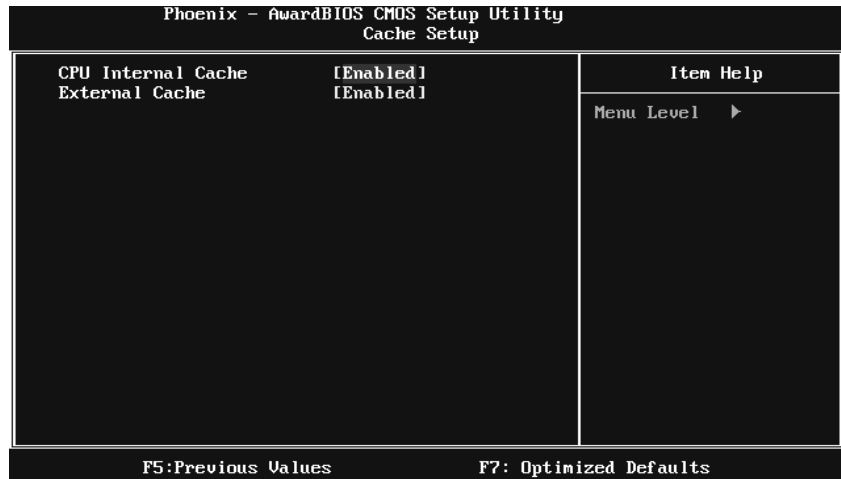 Phoenix - AwardBIOS CMOS Setup Utility
Cache Setup
CPU Internal Cache [Enabled]
External Cache [Enabled]
Item Help
Menu Level
F5:Previous Values F7: Optimized Defaults